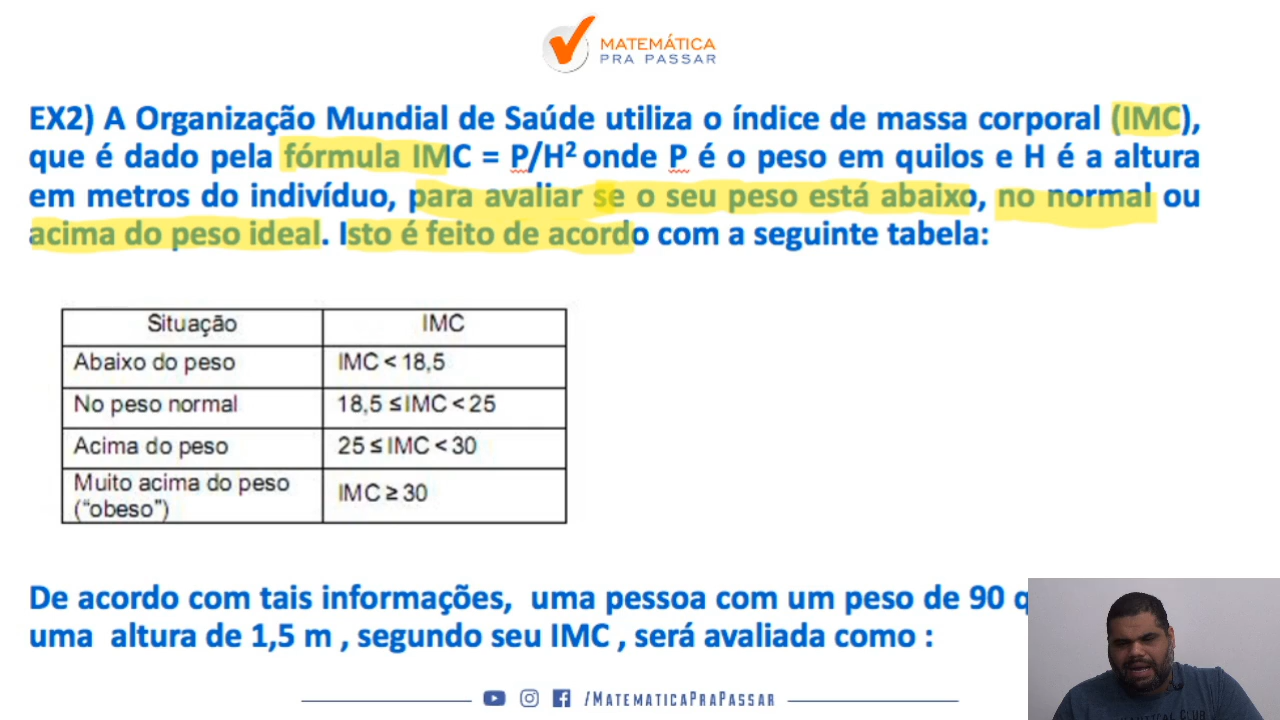 MATEMÁTICA
PRA PASSAR
EX2) A Organização Mundial de Saúde utiliza o índice de massa corporal (IMC),
que é dado pela fórmula IMC = P/H² onde P é o peso em quilos e H é a altura
em metros do indivíduo, para avaliar se o seu peso está abaixo, no normal ou
acima do peso ideal. Isto é feito de acordo com a seguinte tabela:
Situação IMC
Abaixo do peso IMC < 18,5
No peso normal 18,5 ≤ IMC < 25
Acima do peso 25 ≤ IMC < 30
Muito acima do peso
("obeso") IMC ≥ 30
De acordo com tais informações, uma pessoa com um peso de 90
uma altura de 1,5 m , segundo seu IMC , será avaliada como :
/MATEMATICAPRAPASSAR